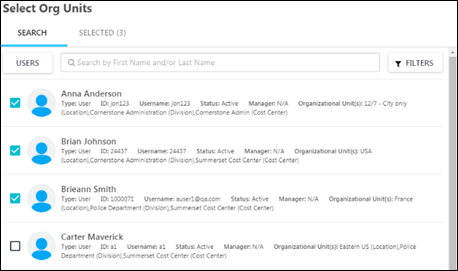 Select Org Units
SEARCH
SELECTED (3)
USERS
Search by First Name and/or Last Name
FILTERS
Anna Anderson
Type: User ID: jon123 Username: jon123 Status: Active Manager: N/A Organizational Unit(s): 12/7 - City only
(Location),Cornerstone Administration (Division),Cornerstone Admin (Cost Center)
Brian Johnson
Type: User ID: 24437 Username: 24437 Status: Active Manager: N/A Organizational Unit(s): USA
(Location),Cornerstone Administration (Division),Summerset Cost Center (Cost Center)
Brieann Smith
Type: User ID: 1000071 Username: auser1@qa.com Status: Active Manager: N/A Organizational Unit(s): France
(Location),Police Department (Division),Summerset Cost Center (Cost Center)
Carter Maverick
Type: User ID: a1 Username: a1 Status: Active Manager: N/A Organizational Unit(s): Eastern US (Location),Police
Department (Division),Summerset Cost Center (Cost Center)